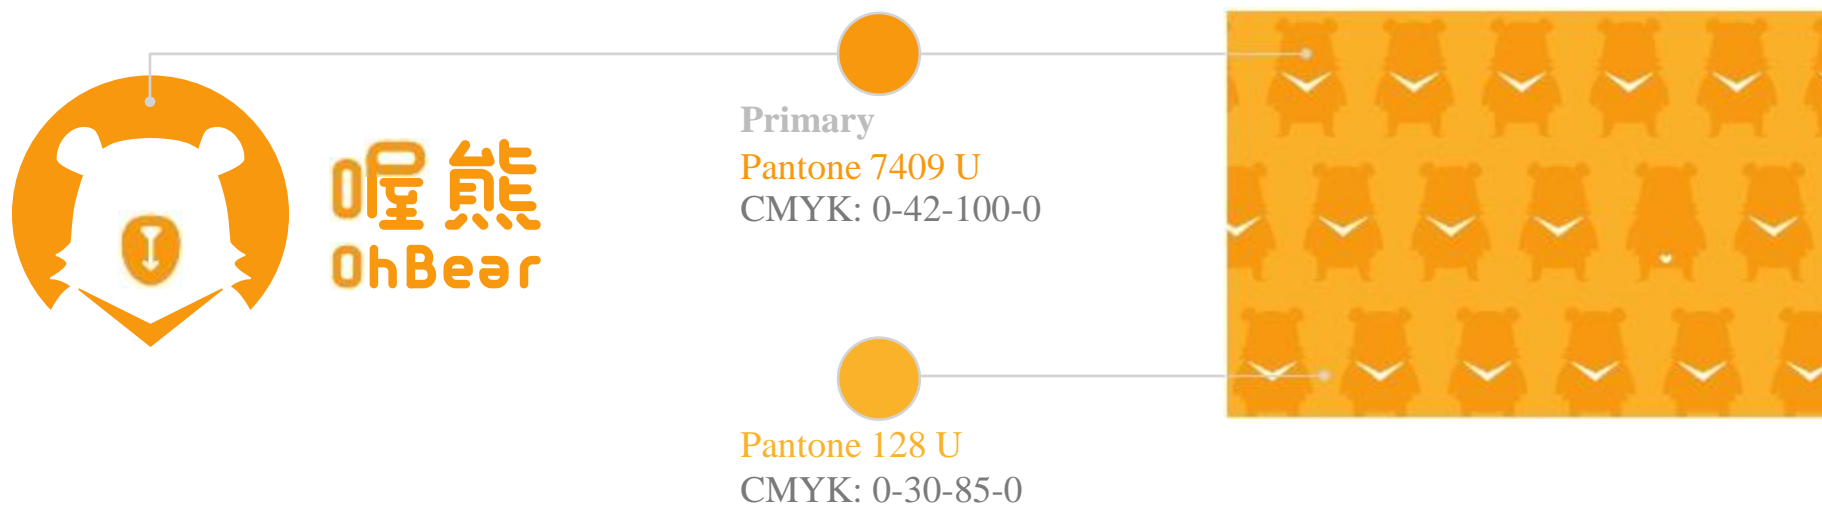 喔熊
OhBear
Primary
Pantone 7409 U
CMYK: 0-42-100-0
Pantone 128 U
CMYK: 0-30-85-0